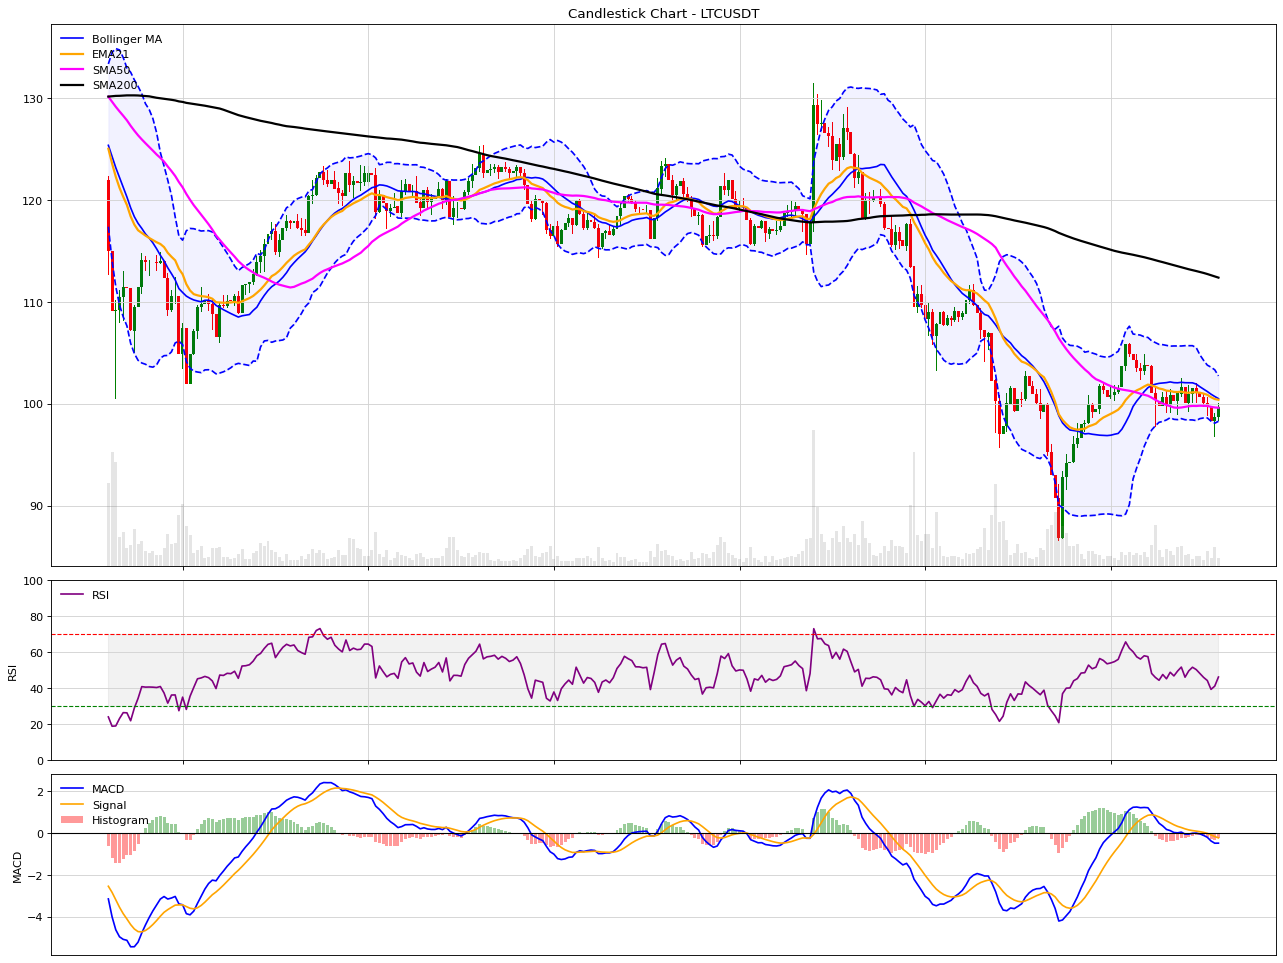 Candlestick Chart - LTCUSDT
Bollinger MA
EMA21
SMA50
SMA200
130
120
110
100
90
100
80
60
40
20
0
RSI
RSI
2
0
−2
−4
MACD
MACD
Signal
Histogram